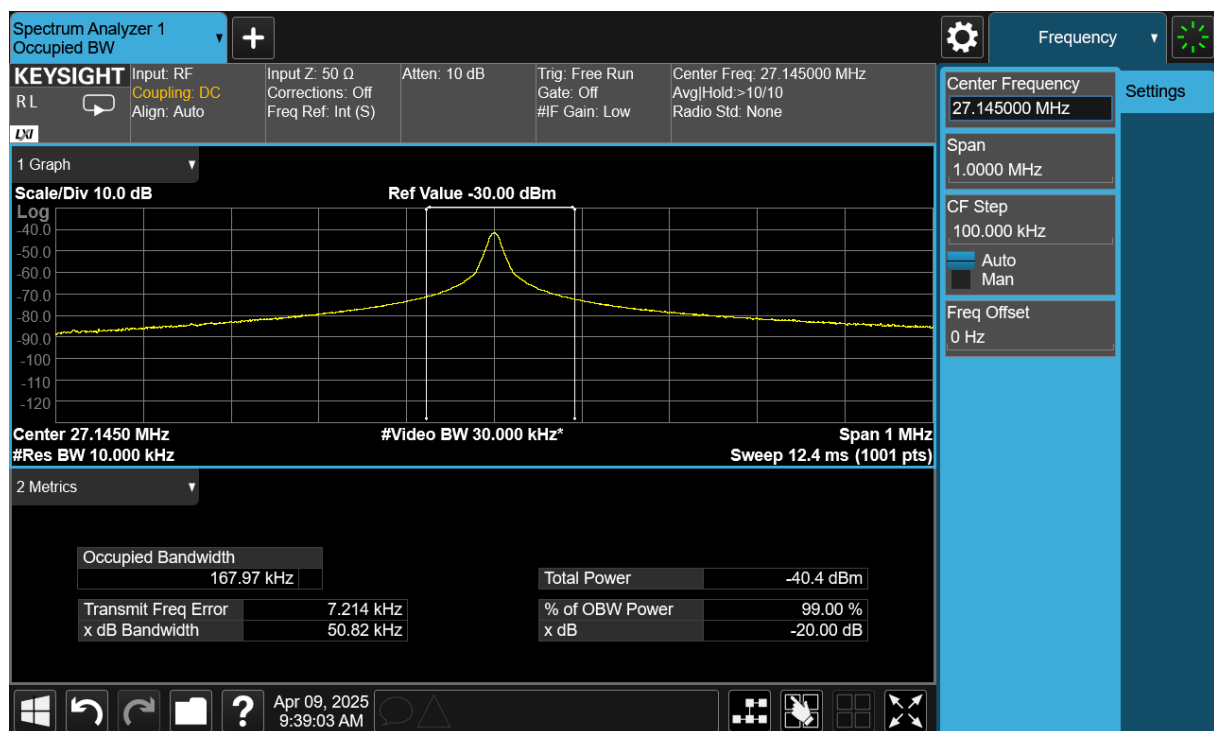 Spectrum Analyzer 1
Occupied BW
+
Frequency
KEYSIGHT
R L
LXI
Input: RF
Coupling: DC
Align: Auto
Input Z: 50 Ω
Corrections: Off
Freq Ref: Int (S)
Atten: 10 dB
Trig: Free Run
Gate: Off
#IF Gain: Low
Center Freq: 27.145000 MHz
Avg|Hold:>10/10
Radio Std: None
Center Frequency
27.145000 MHz
Settings
Span
1.0000 MHz
CF Step
100.000 kHz
Auto
Man
Freq Offset
0 Hz
1 Graph
Scale/Div 10.0 dB
Ref Value -30.00 dBm
Log
-40.0
-50.0
-60.0
-70.0
-80.0
-90.0
-100
-110
-120
Center 27.1450 MHz
#Video BW 30.000 kHz*
Span 1 MHz
#Res BW 10.000 kHz
Sweep 12.4 ms (1001 pts)
2 Metrics
Occupied Bandwidth
167.97 kHz
Total Power -40.4 dBm
Transmit Freq Error 7.214 kHz
% of OBW Power 99.00 %
x dB Bandwidth 50.82 kHz
x dB -20.00 dB
?
Apr 09, 2025
9:39:03 AM